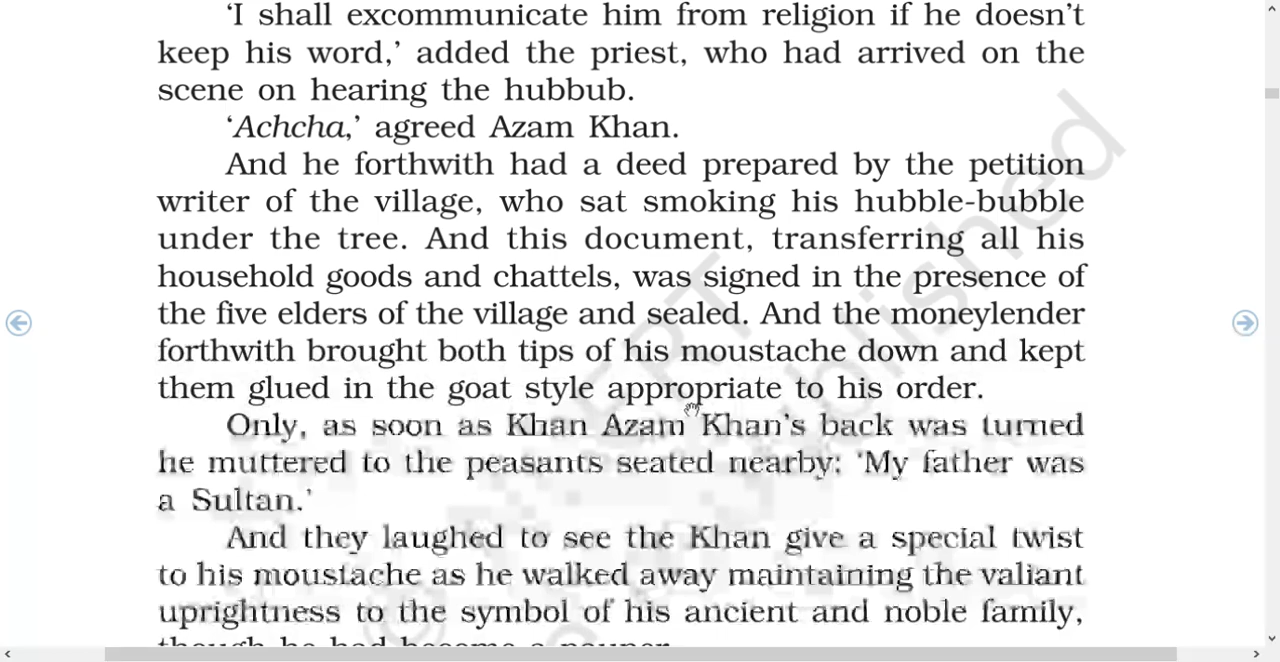 ‘I shall excommunicate him from religion if he doesn’t
keep his word,’ added the priest, who had arrived on the
scene on hearing the hubbub.
‘Achcha,’ agreed Azam Khan.
And he forthwith had a deed prepared by the petition
writer of the village, who sat smoking his hubble-bubble
under the tree. And this document, transferring all his
household goods and chattels, was signed in the presence of
the five elders of the village and sealed. And the moneylender
forthwith brought both tips of his moustache down and kept
them glued in the goat style appropriate to his order.
Only, as soon as Khan Azam Khan’s back was turned
he muttered to the peasants seated nearby: ‘My father was
a Sultan.’
And they laughed to see the Khan give a special twist
to his moustache as he walked away maintaining the valiant
uprightness to the symbol of his ancient and noble family,
though he had become a pauper.